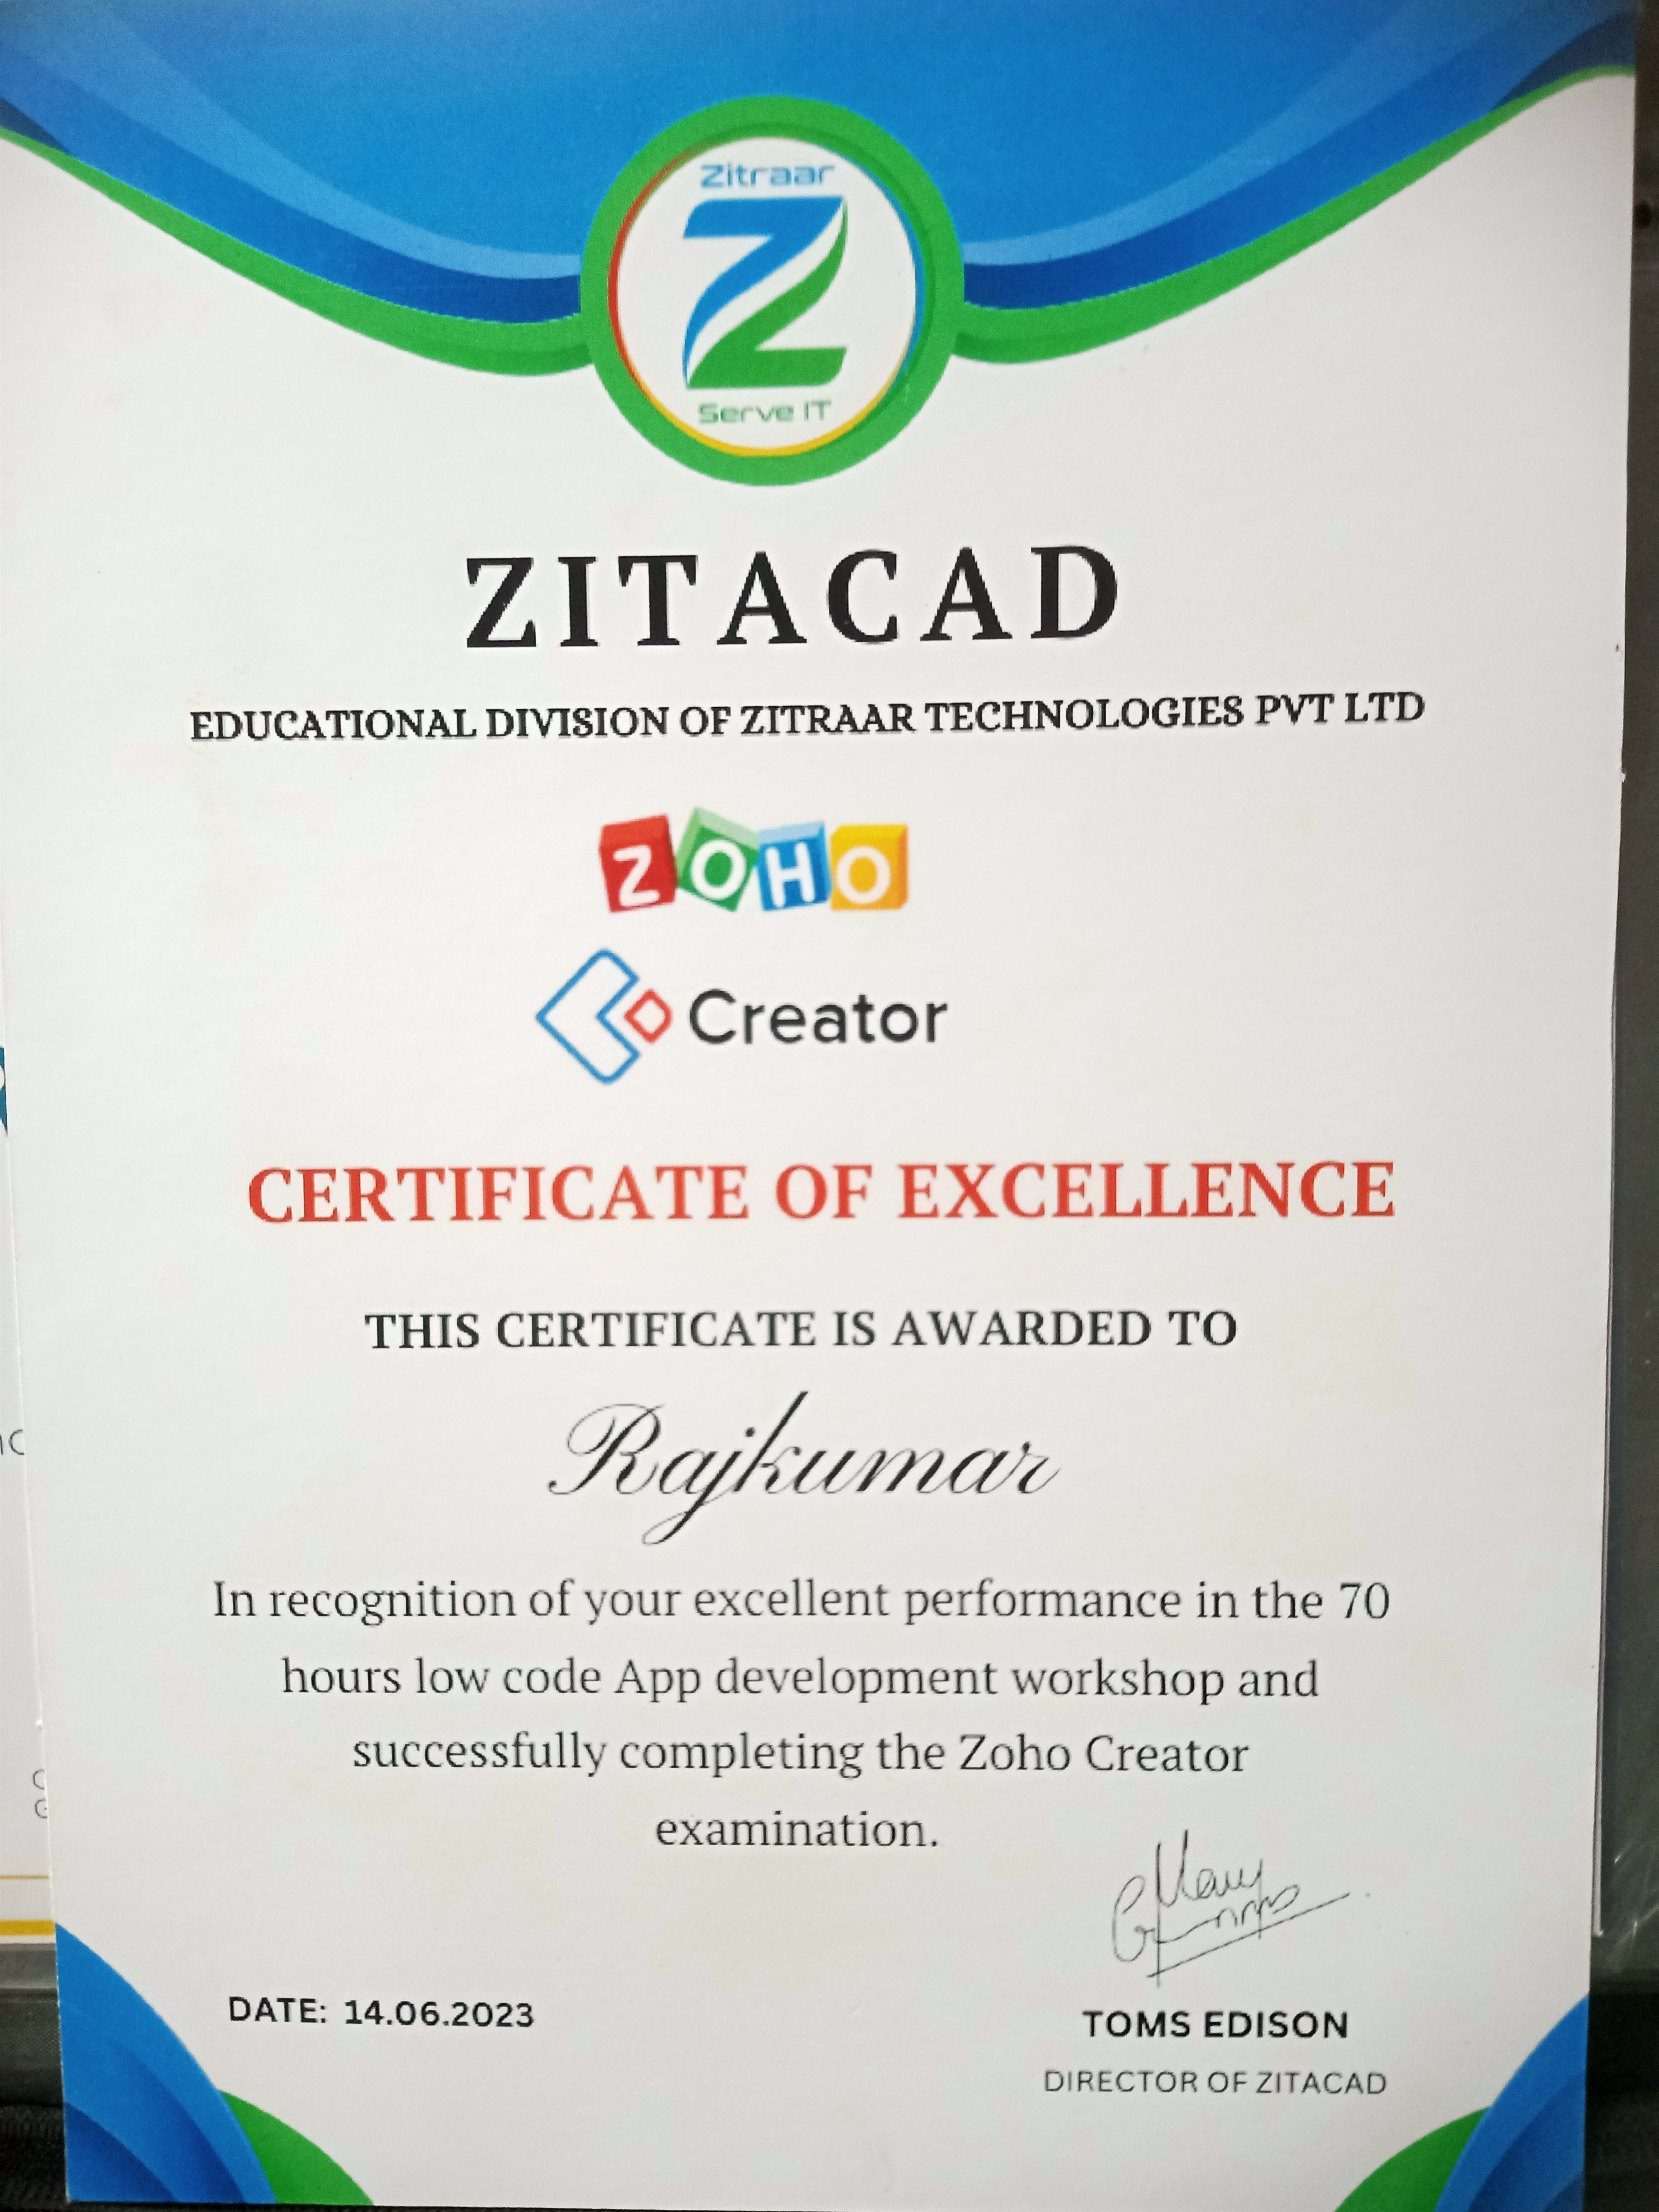 Zitraar
Z
Serve IT
ZITACAD
EDUCATIONAL DIVISION OF ZITRAAR TECHNOLOGIES PVT LTD
ZOHO
Creator
CERTIFICATE OF EXCELLENCE
THIS CERTIFICATE IS AWARDED TO
Rajkumar
In recognition of your excellent performance in the 70
hours low code App development workshop and
successfully completing the Zoho Creator
examination.
DATE: 14.06.2023
TOMS EDISON
DIRECTOR OF ZITACAD